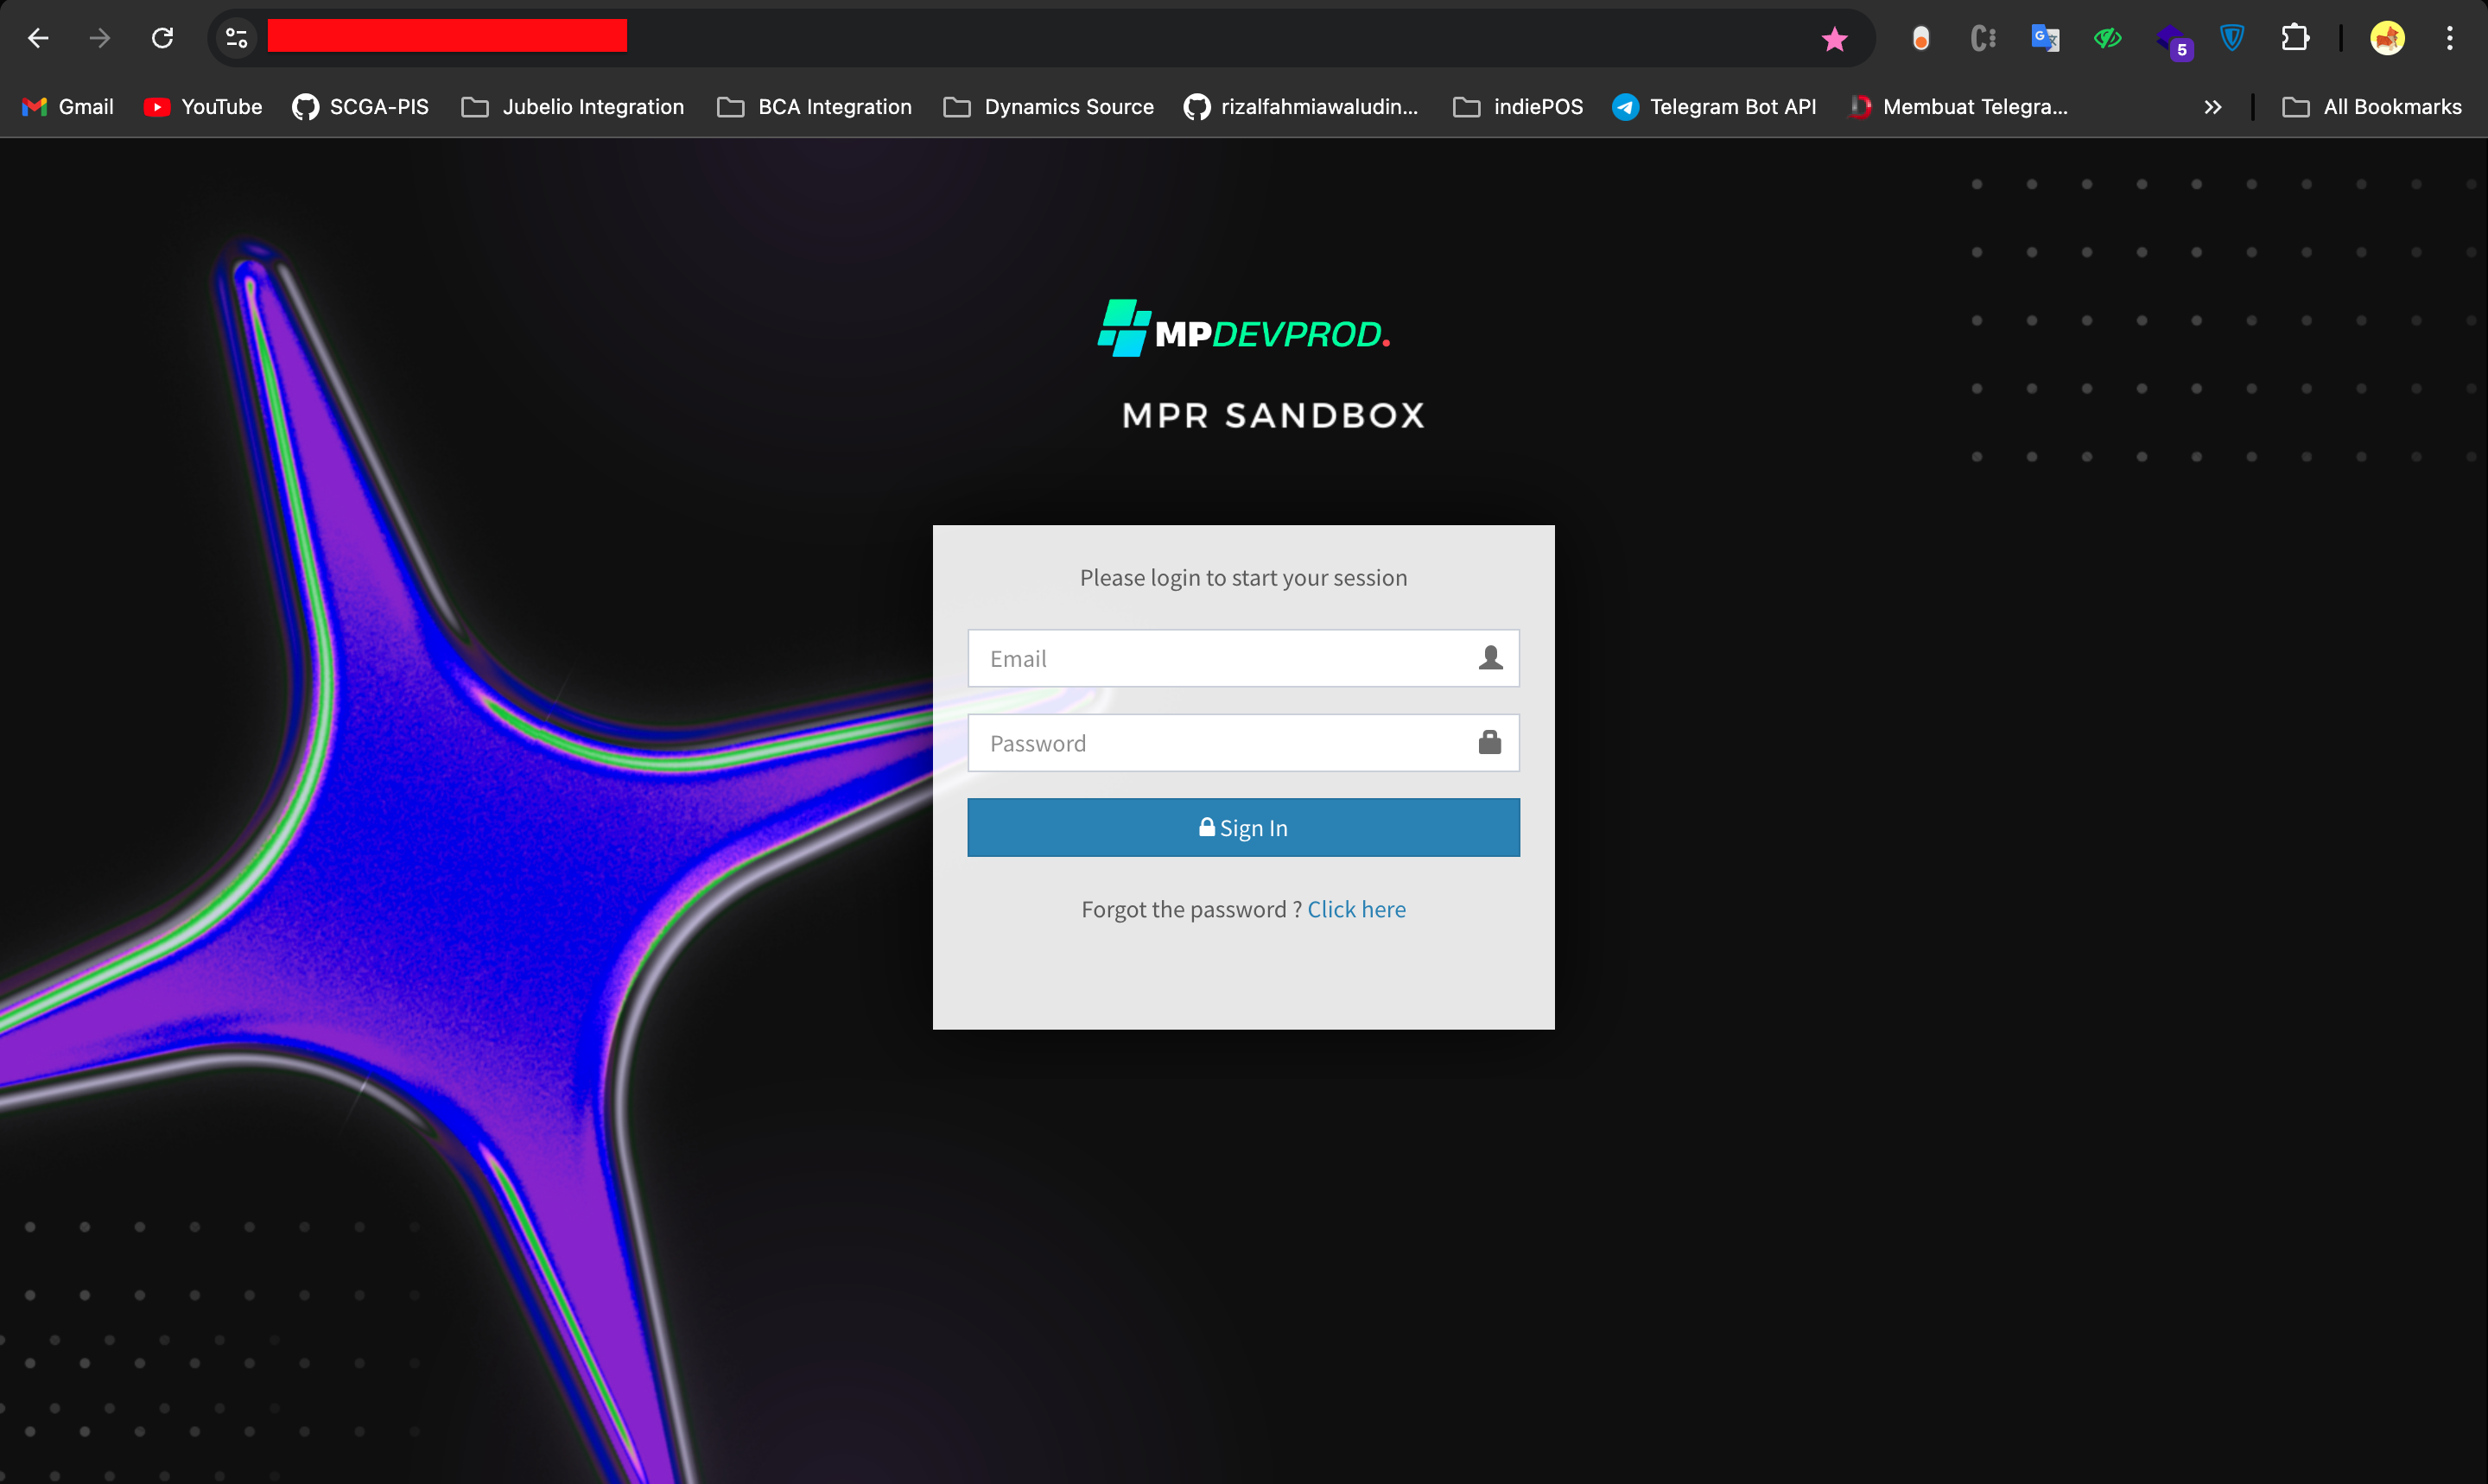 5
Gmail YouTube SCGA-PIS Jubelio Integration BCA Integration Dynamics Source rizalfahmiawaludin... indiePOS Telegram Bot API Membuat Telegra... All Bookmarks
MPDEVPROD.
MPR SANDBOX
Please login to start your session
Email
Password
Sign In
Forgot the password ? Click here